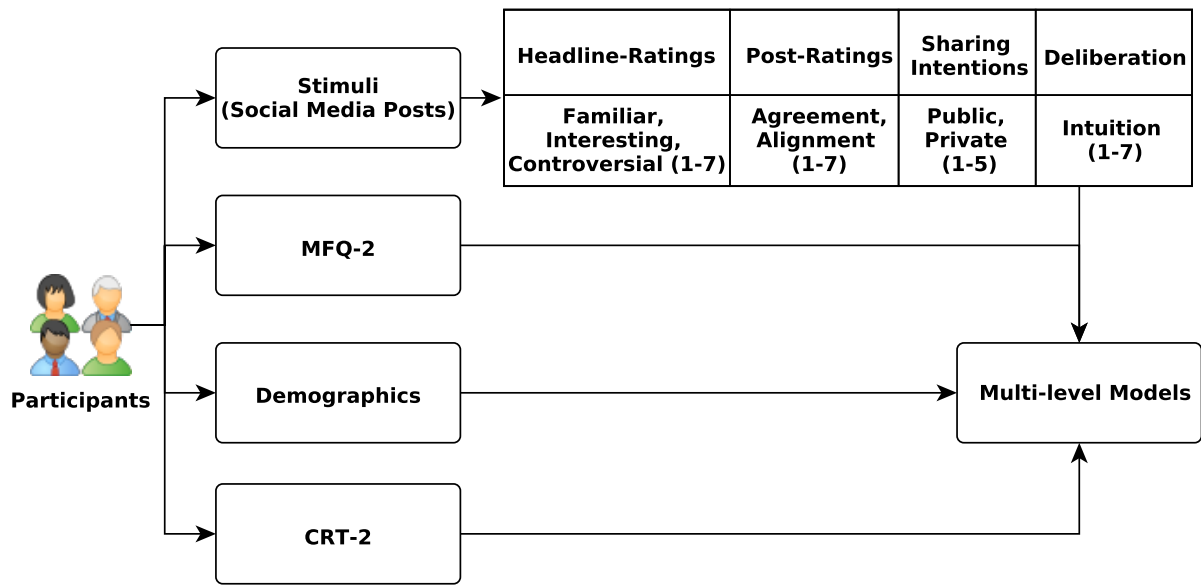 Stimuli
(Social Media Posts)
Headline-Ratings
Post-Ratings
Sharing
Intentions
Deliberation
Familiar,
Interesting,
Controversial (1-7)
Agreement,
Alignment
(1-7)
Public,
Private
(1-5)
Intuition
(1-7)
MFQ-2
Participants
Demographics
Multi-level Models
CRT-2